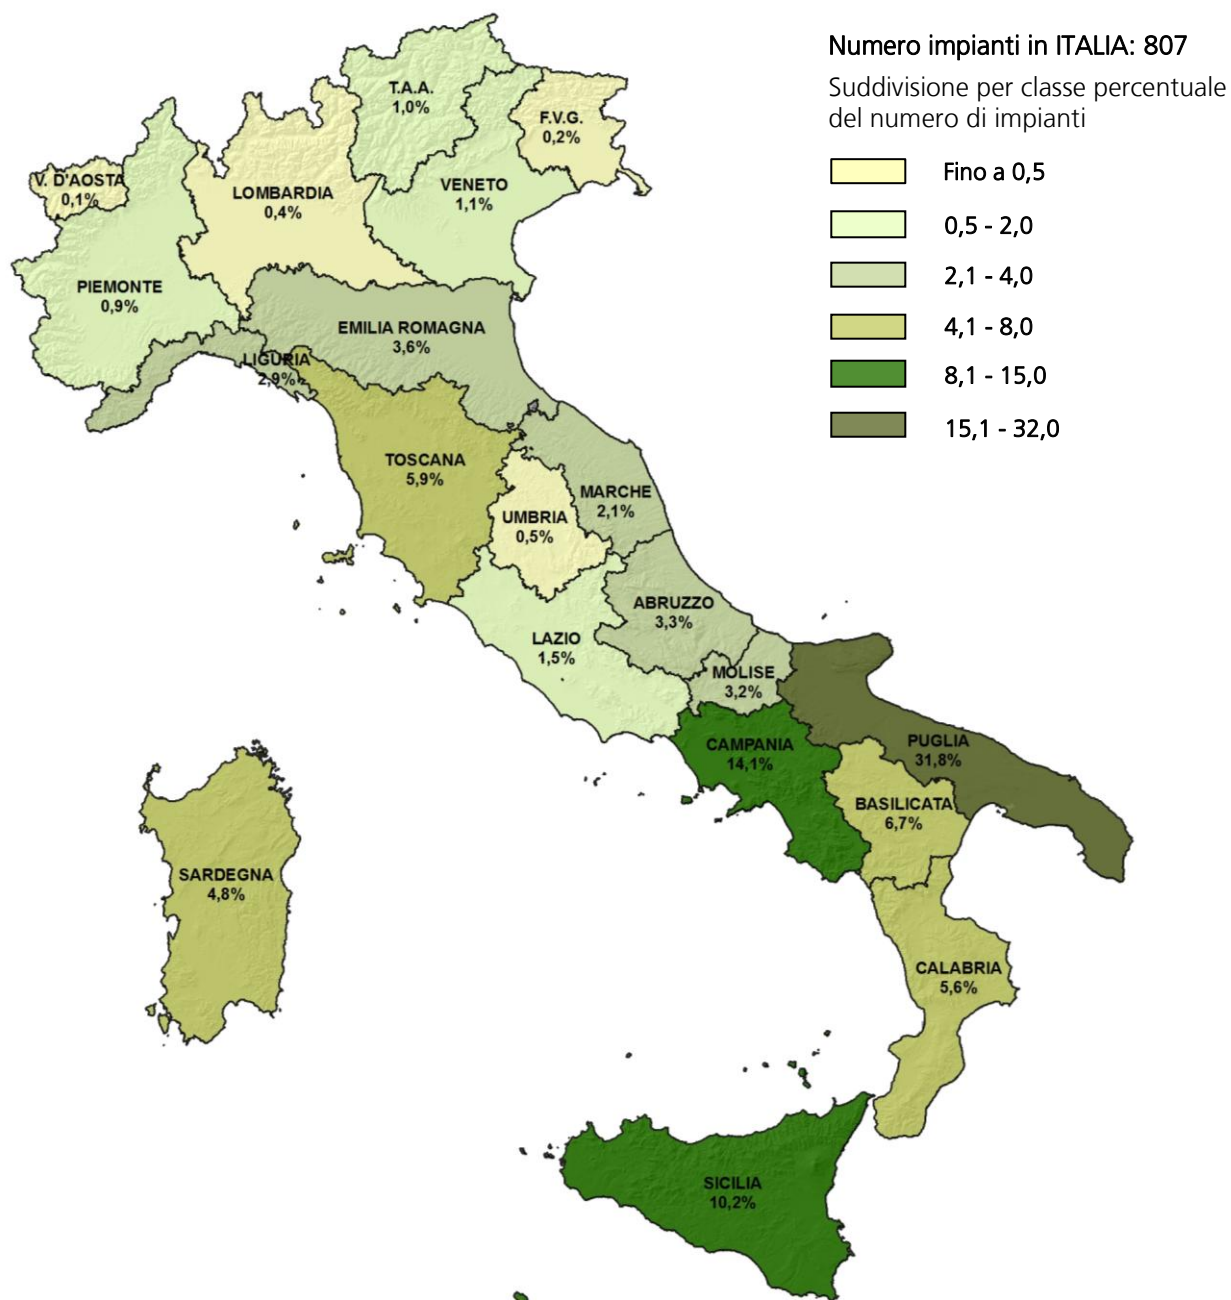 Numero impianti in ITALIA: 807
Suddivisione per classe percentuale
del numero di impianti
Fino a 0,5
0,5 - 2,0
2,1 - 4,0
4,1 - 8,0
8,1 - 15,0
15,1 - 32,0
T.A.A.
1,0%
F.V.G.
0,2%
V. D'AOSTA
0,1%
LOMBARDIA
0,4%
VENETO
1,1%
PIEMONTE
0,9%
EMILIA ROMAGNA
3,6%
LIGURIA
2,9%
TOSCANA
5,9%
MARCHE
2,1%
UMBRIA
0,5%
ABRUZZO
3,3%
LAZIO
1,5%
MOLISE
3,2%
CAMPANIA
14,1%
PUGLIA
31,8%
BASILICATA
6,7%
SARDEGNA
4,8%
CALABRIA
5,6%
SICILIA
10,2%